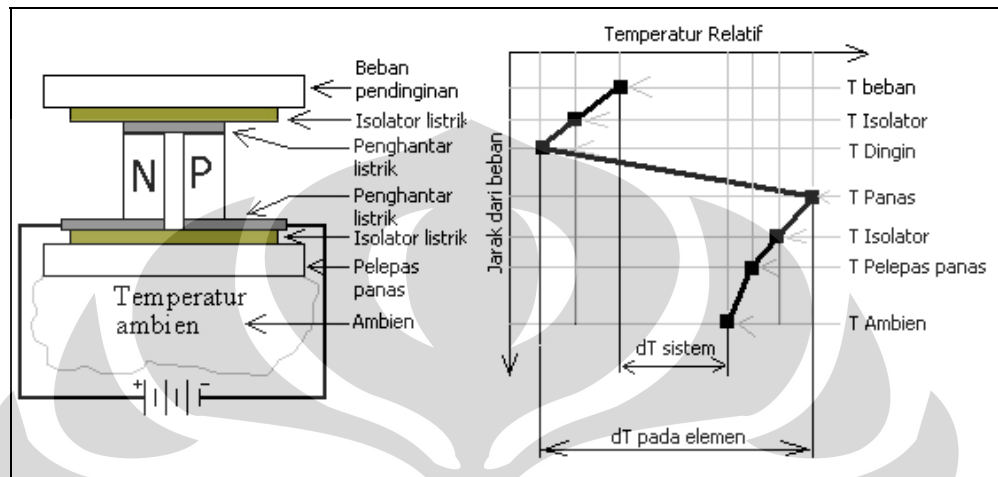 Beban
pendinginan
Isolator listrik
Penghantar
listrik
N P
Penghantar
listrik
Isolator listrik
Pelepas
panas
Temperatur
ambien
Ambien
+ -
Temperatur Relatif
Jarak dari beban
T beban
T Isolator
T Dingin
T Panas
T Isolator
T Pelepas panas
T Ambien
dT sistem
dT pada elemen